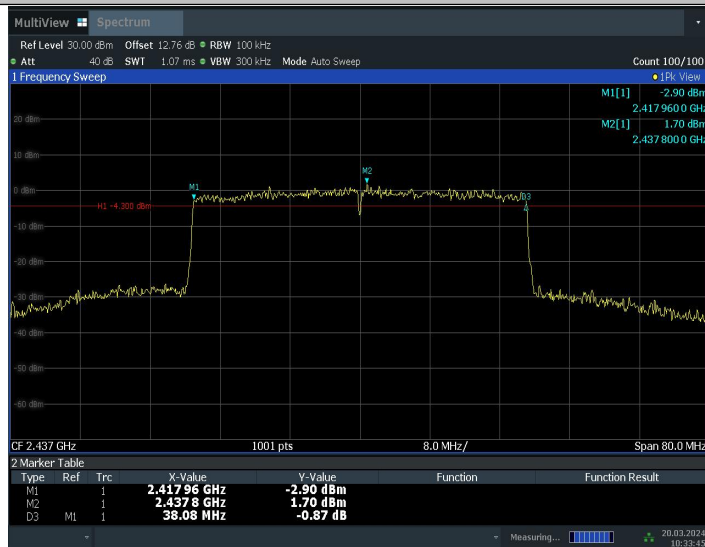 MultiView Spectrum
Ref Level 30.00 dBm Offset 12.76 dB RBW 100 kHz
Att 40 dB SWT 1.07 ms VBW 300 kHz Mode Auto Sweep Count 100/100
1 Frequency Sweep 1Pk View
M1[1] -2.90 dBm
2.417 960 0 GHz
M2[1] 1.70 dBm
2.437 800 0 GHz
20 dBm
10 dBm
M2
0 dBm
M1
D3
H1 -4.300 dBm
-10 dBm
-20 dBm
-30 dBm
-40 dBm
-50 dBm
-60 dBm
CF 2.437 GHz 1001 pts 8.0 MHz/ Span 80.0 MHz
2 Marker Table
Type Ref Trc X-Value Y-Value Function Function Result
M1 1 2.417 96 GHz -2.90 dBm
M2 1 2.437 8 GHz 1.70 dBm
D3 M1 1 38.08 MHz -0.87 dB
Measuring... 20.03.2024
10:33:45